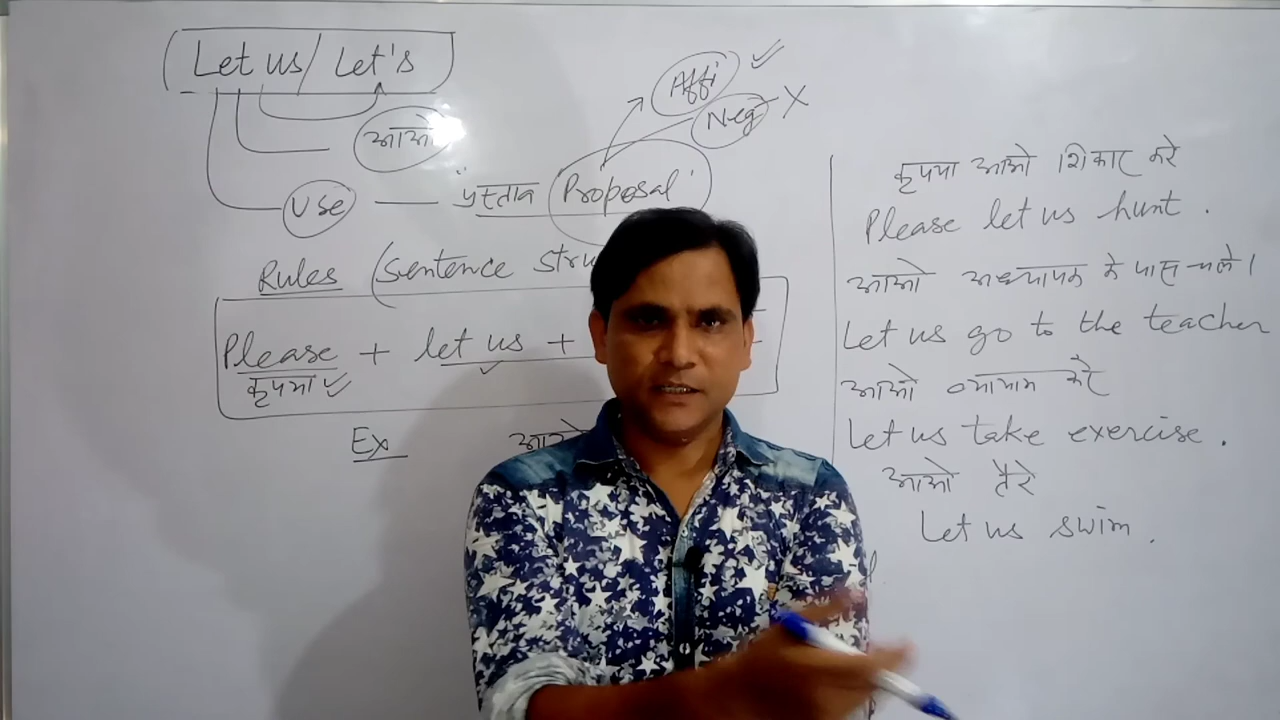 Let us/ Let's
आओ
Affi ✓
Neg X
Use — "प्रस्ताव Proposal"
Rules (Sentence Stru
Please + let us +
कृपया ✓
Ex आओ
कृपया आओ शिकार करे
Please let us hunt.
आओ अध्यापक के पास चले।
Let us go to the teacher
आओ व्यायाम करे
Let us take exercise.
आओ तैरे
Let us swim.